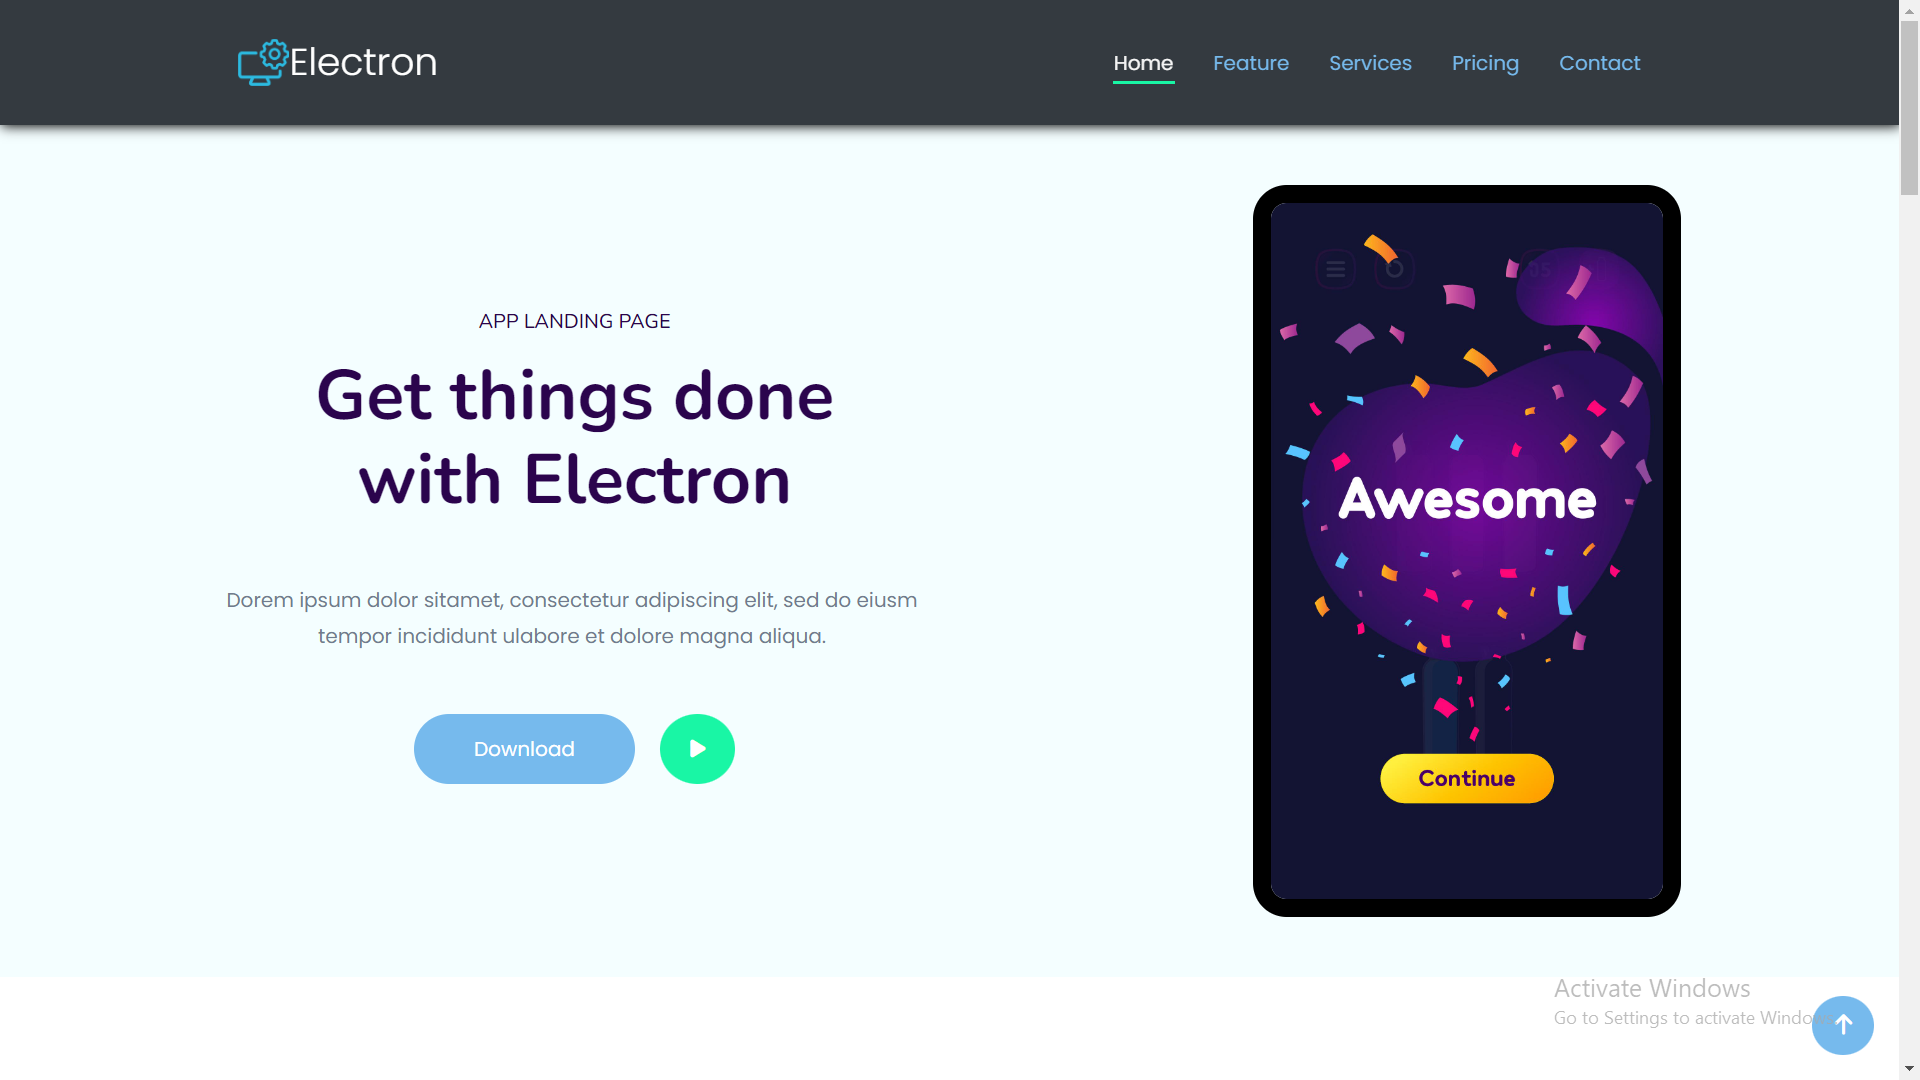 Electron
Home Feature Services Pricing Contact
APP LANDING PAGE
Get things done
with Electron
Dorem ipsum dolor sitamet, consectetur adipiscing elit, sed do eiusm
tempor incididunt ulabore et dolore magna aliqua.
Download
05
Awesome
Continue
Activate Windows
Go to Settings to activate Windows